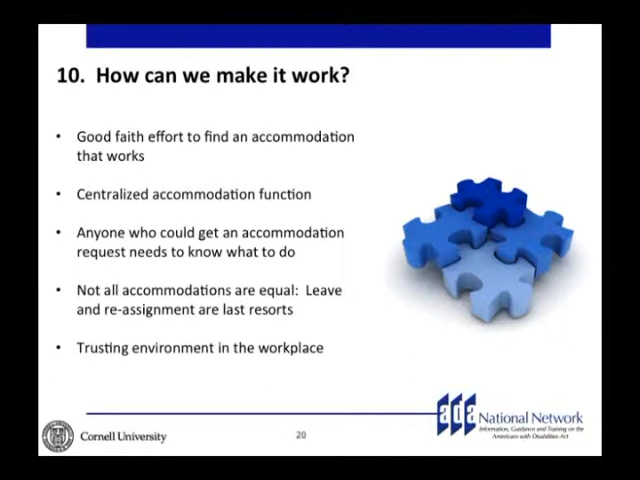 10. How can we make it work?
• Good faith effort to find an accommodation
that works
• Centralized accommodation function
• Anyone who could get an accommodation
request needs to know what to do
• Not all accommodations are equal: Leave
and re-assignment are last resorts
• Trusting environment in the workplace
Cornell University
20
ada National Network
Information, Guidance and Training on the
Americans with Disabilities Act